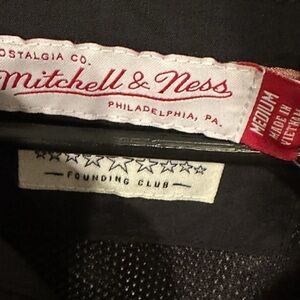 NOSTALGIA CO.
Mitchell & Ness
PHILADELPHIA, PA.
MEDIUM
MADE IN
VIETNAM
FOUNDING CLUB